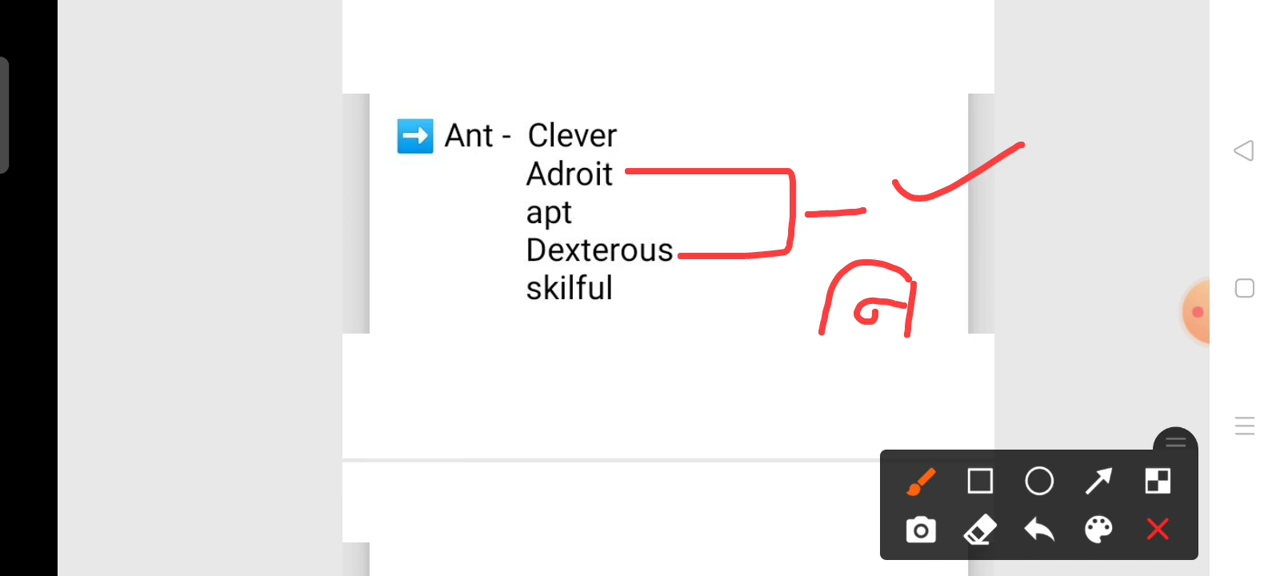 Ant - Clever
Adroit
apt
Dexterous
skilful